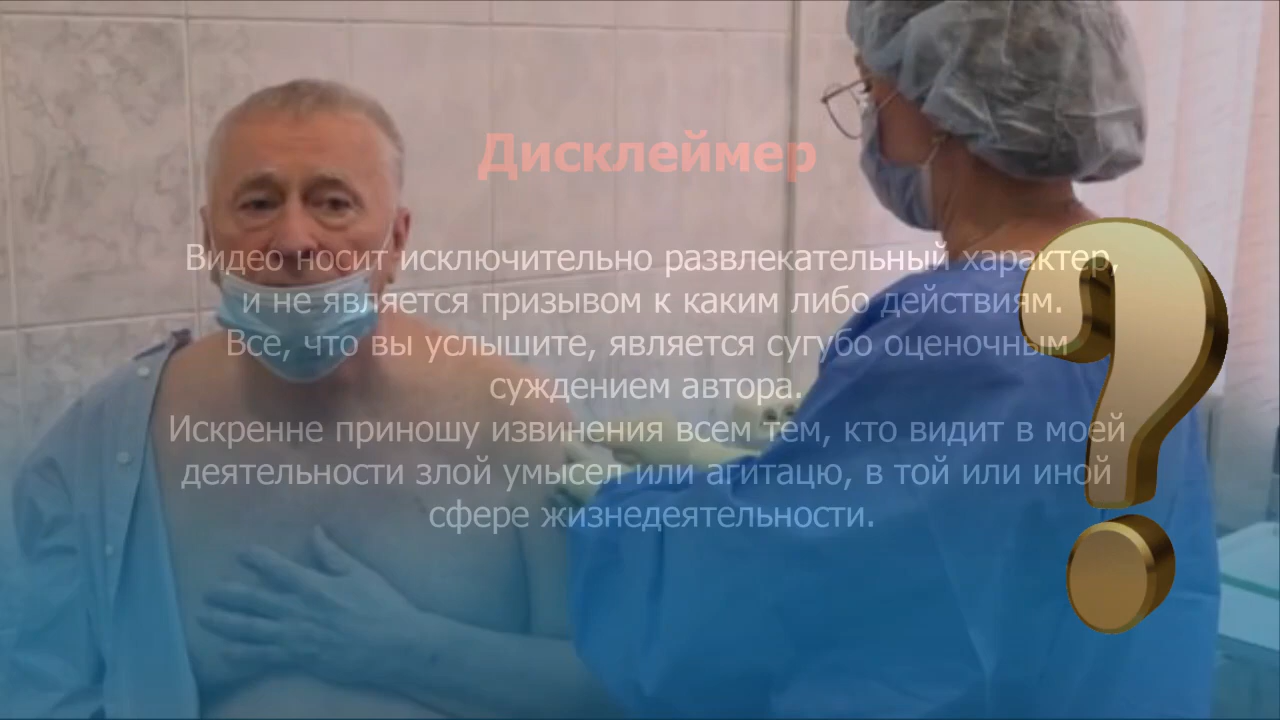 Дисклеймер
Видео носит исключительно развлекательный характер,
и не является призывом к каким либо действиям.
Все, что вы услышите, является сугубо оценочным
суждением автора.
Искренне приношу извинения всем тем, кто видит в моей
деятельности злой умысел или агитацю, в той или иной
сфере жизнедеятельности.
?